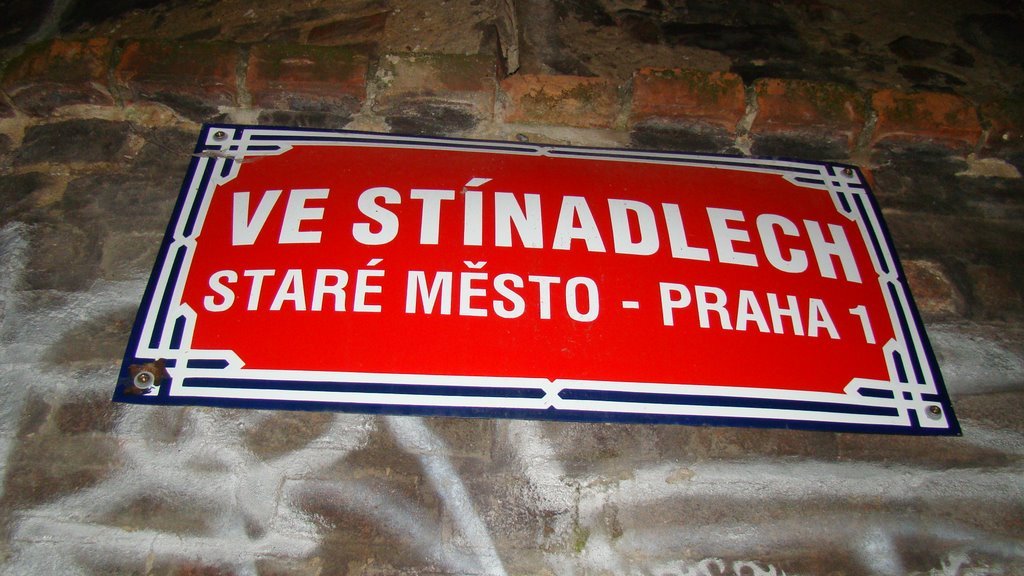 VE STÍNADLECH
STARÉ MĚSTO - PRAHA 1